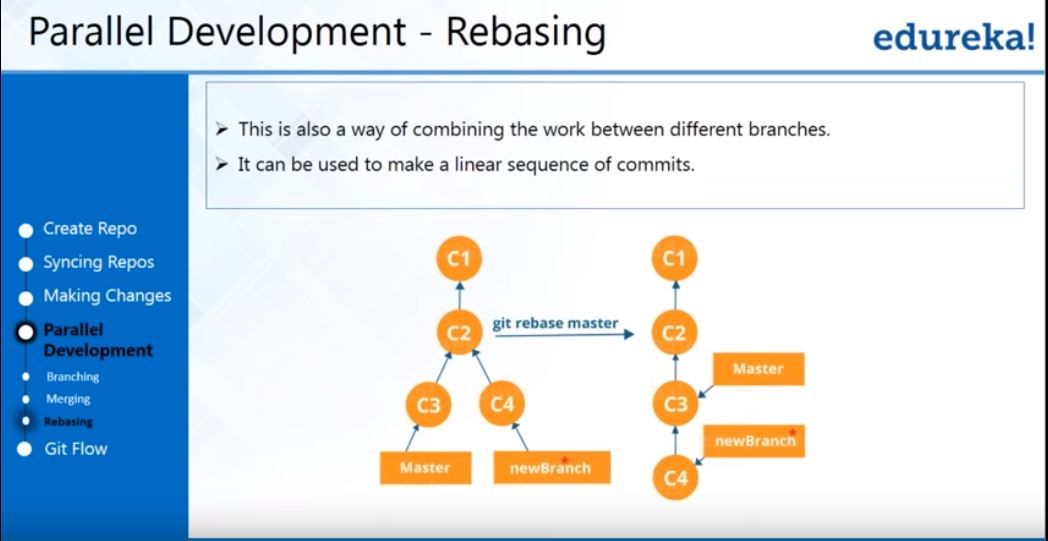 Parallel Development - Rebasing
edureka!
➢ This is also a way of combining the work between different branches.
➢ It can be used to make a linear sequence of commits.
Create Repo
Syncing Repos
Making Changes
Parallel
Development
Branching
Merging
Rebasing
Git Flow
C1
C2
C3
C4
Master
newBranch*
git rebase master
C1
C2
Master
C3
newBranch*
C4